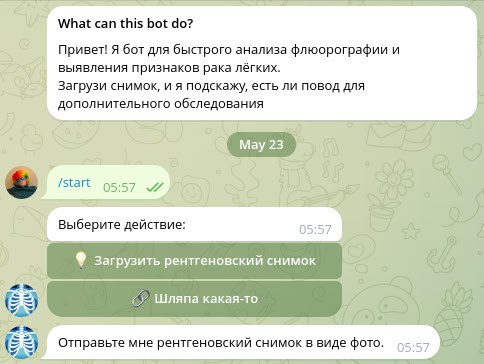 What can this bot do?
Привет! Я бот для быстрого анализа флюорографии и
выявления признаков рака лёгких.
Загрузи снимок, и я подскажу, есть ли повод для
дополнительного обследования
May 23
/start 05:57
Выберите действие:
05:57
Загрузить рентгеновский снимок
Шляпа какая-то
Отправьте мне рентгеновский снимок в виде фото. 05:57